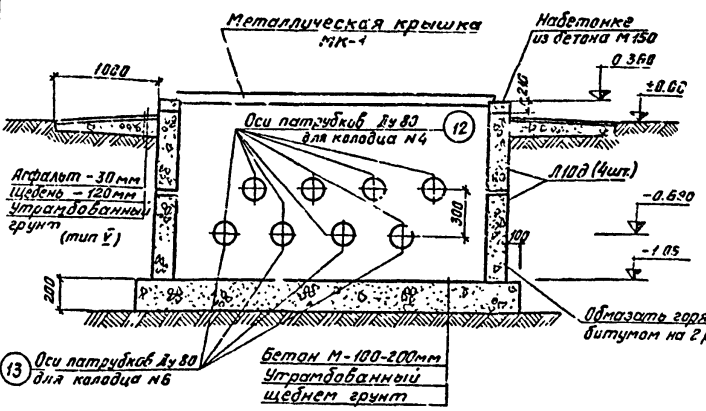 Металлическая крышка
МК-1
Набетонке
из бетона М150
1000
210
0.360
±0.00
Оси патрубков Ду 80
для колодца N4
12
Асфальт - 30мм
щебень - 120мм
Утрамбованный
грунт
(тип V)
Л10д (4шт.)
300
-0.690
100
-1.05
200
Обмазать горя
битумом на 2 р
13
Оси патрубков Ду 80
для колодца N6
Бетон М-100-200мм
Утрамбованный
щебнем грунт